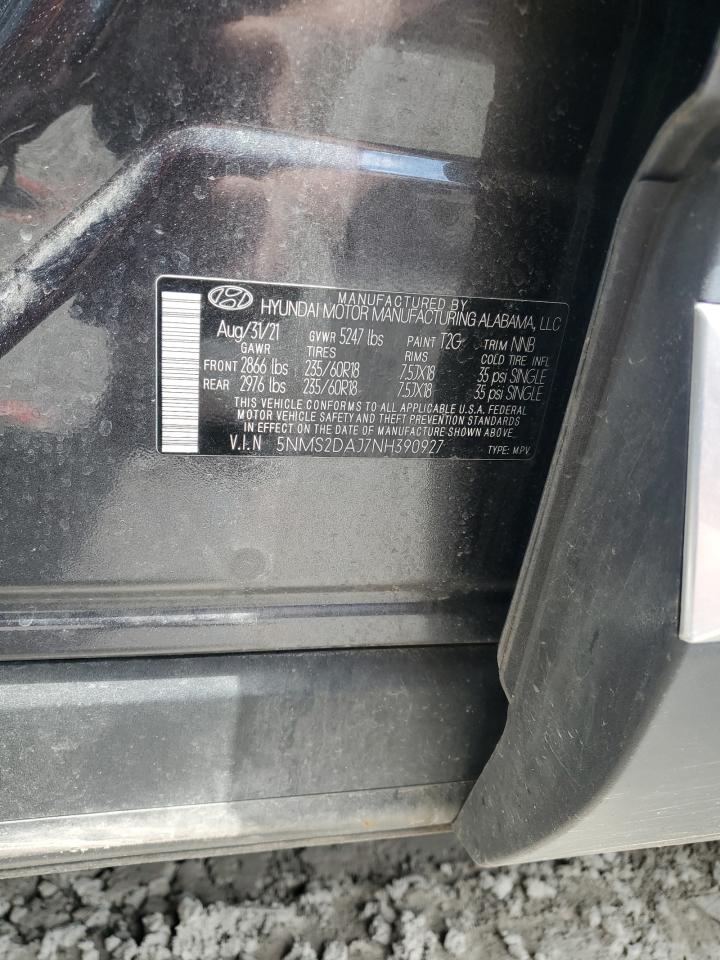 MANUFACTURED BY
HYUNDAI MOTOR MANUFACTURING ALABAMA, LLC
Aug/31/21 GVWR 5247 lbs PAINT T2G TRIM NNB
GAWR TIRES RIMS COLD TIRE INFL
FRONT 2866 lbs 235/60R18 7.5JX18 35 psi SINGLE
REAR 2976 lbs 235/60R18 7.5JX18 35 psi SINGLE
THIS VEHICLE CONFORMS TO ALL APPLICABLE U.S.A. FEDERAL
MOTOR VEHICLE SAFETY AND THEFT PREVENTION STANDARDS
IN EFFECT ON THE DATE OF MANUFACTURE SHOWN ABOVE.
V.I.N 5NMS2DAJ7NH390927 TYPE: MPV